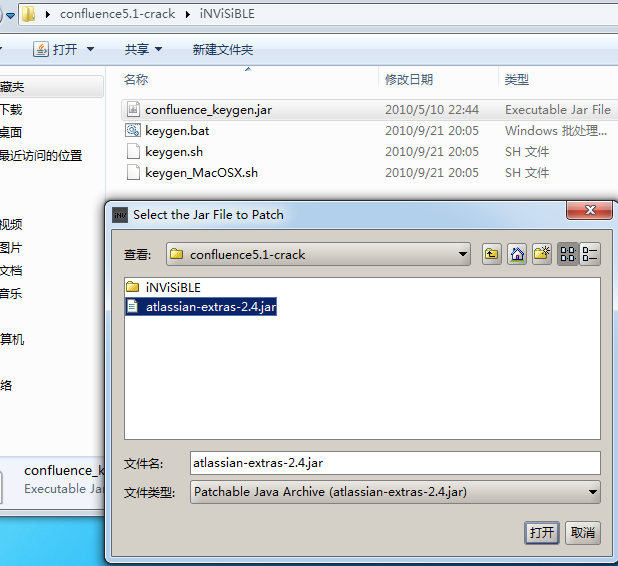 confluence5.1-crack ▸ iNViSiBLE
打开 共享 新建文件夹
名称 修改日期 类型
藏夹
下载
桌面
最近访问的位置
视频
图片
文档
音乐
算机
络
confluence_keygen.jar 2010/5/10 22:44 Executable Jar File
keygen.bat 2010/9/21 20:05 Windows 批处理...
keygen.sh 2010/9/21 20:05 SH 文件
keygen_MacOSX.sh 2010/9/21 20:05 SH 文件
confluence_k
Executable Jar
iNV Select the Jar File to Patch
查看: confluence5.1-crack
iNViSiBLE
atlassian-extras-2.4.jar
文件名: atlassian-extras-2.4.jar
文件类型: Patchable Java Archive (atlassian-extras-2.4.jar)
打开 取消